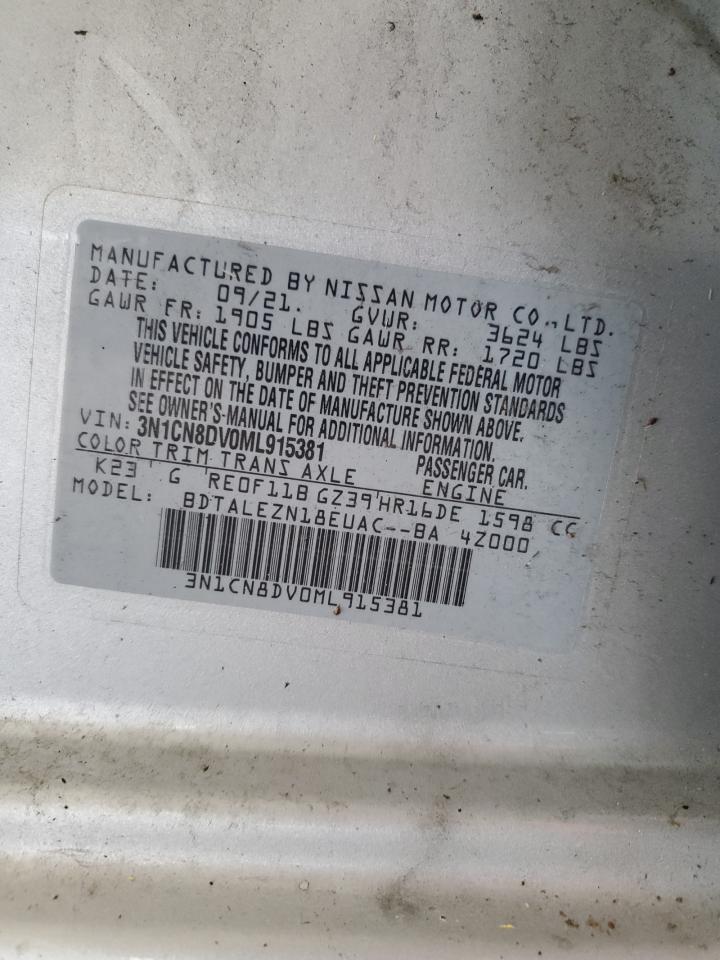 MANUFACTURED BY NISSAN MOTOR CO.,LTD.
DATE: 09/21. GVWR: 3624 LBS
GAWR FR: 1905 LBS GAWR RR: 1720 LBS
THIS VEHICLE CONFORMS TO ALL APPLICABLE FEDERAL MOTOR
VEHICLE SAFETY, BUMPER AND THEFT PREVENTION STANDARDS
IN EFFECT ON THE DATE OF MANUFACTURE SHOWN ABOVE.
SEE OWNER'S-MANUAL FOR ADDITIONAL INFORMATION.
VIN: 3N1CN8DV0ML915381 PASSENGER CAR.
COLOR TRIM TRANS AXLE ENGINE
K23 G RE0F11B GZ39 HR16DE 1598 CC
MODEL: BDTALEZN18EUAC--BA 4Z000
3N1CN8DV0ML915381